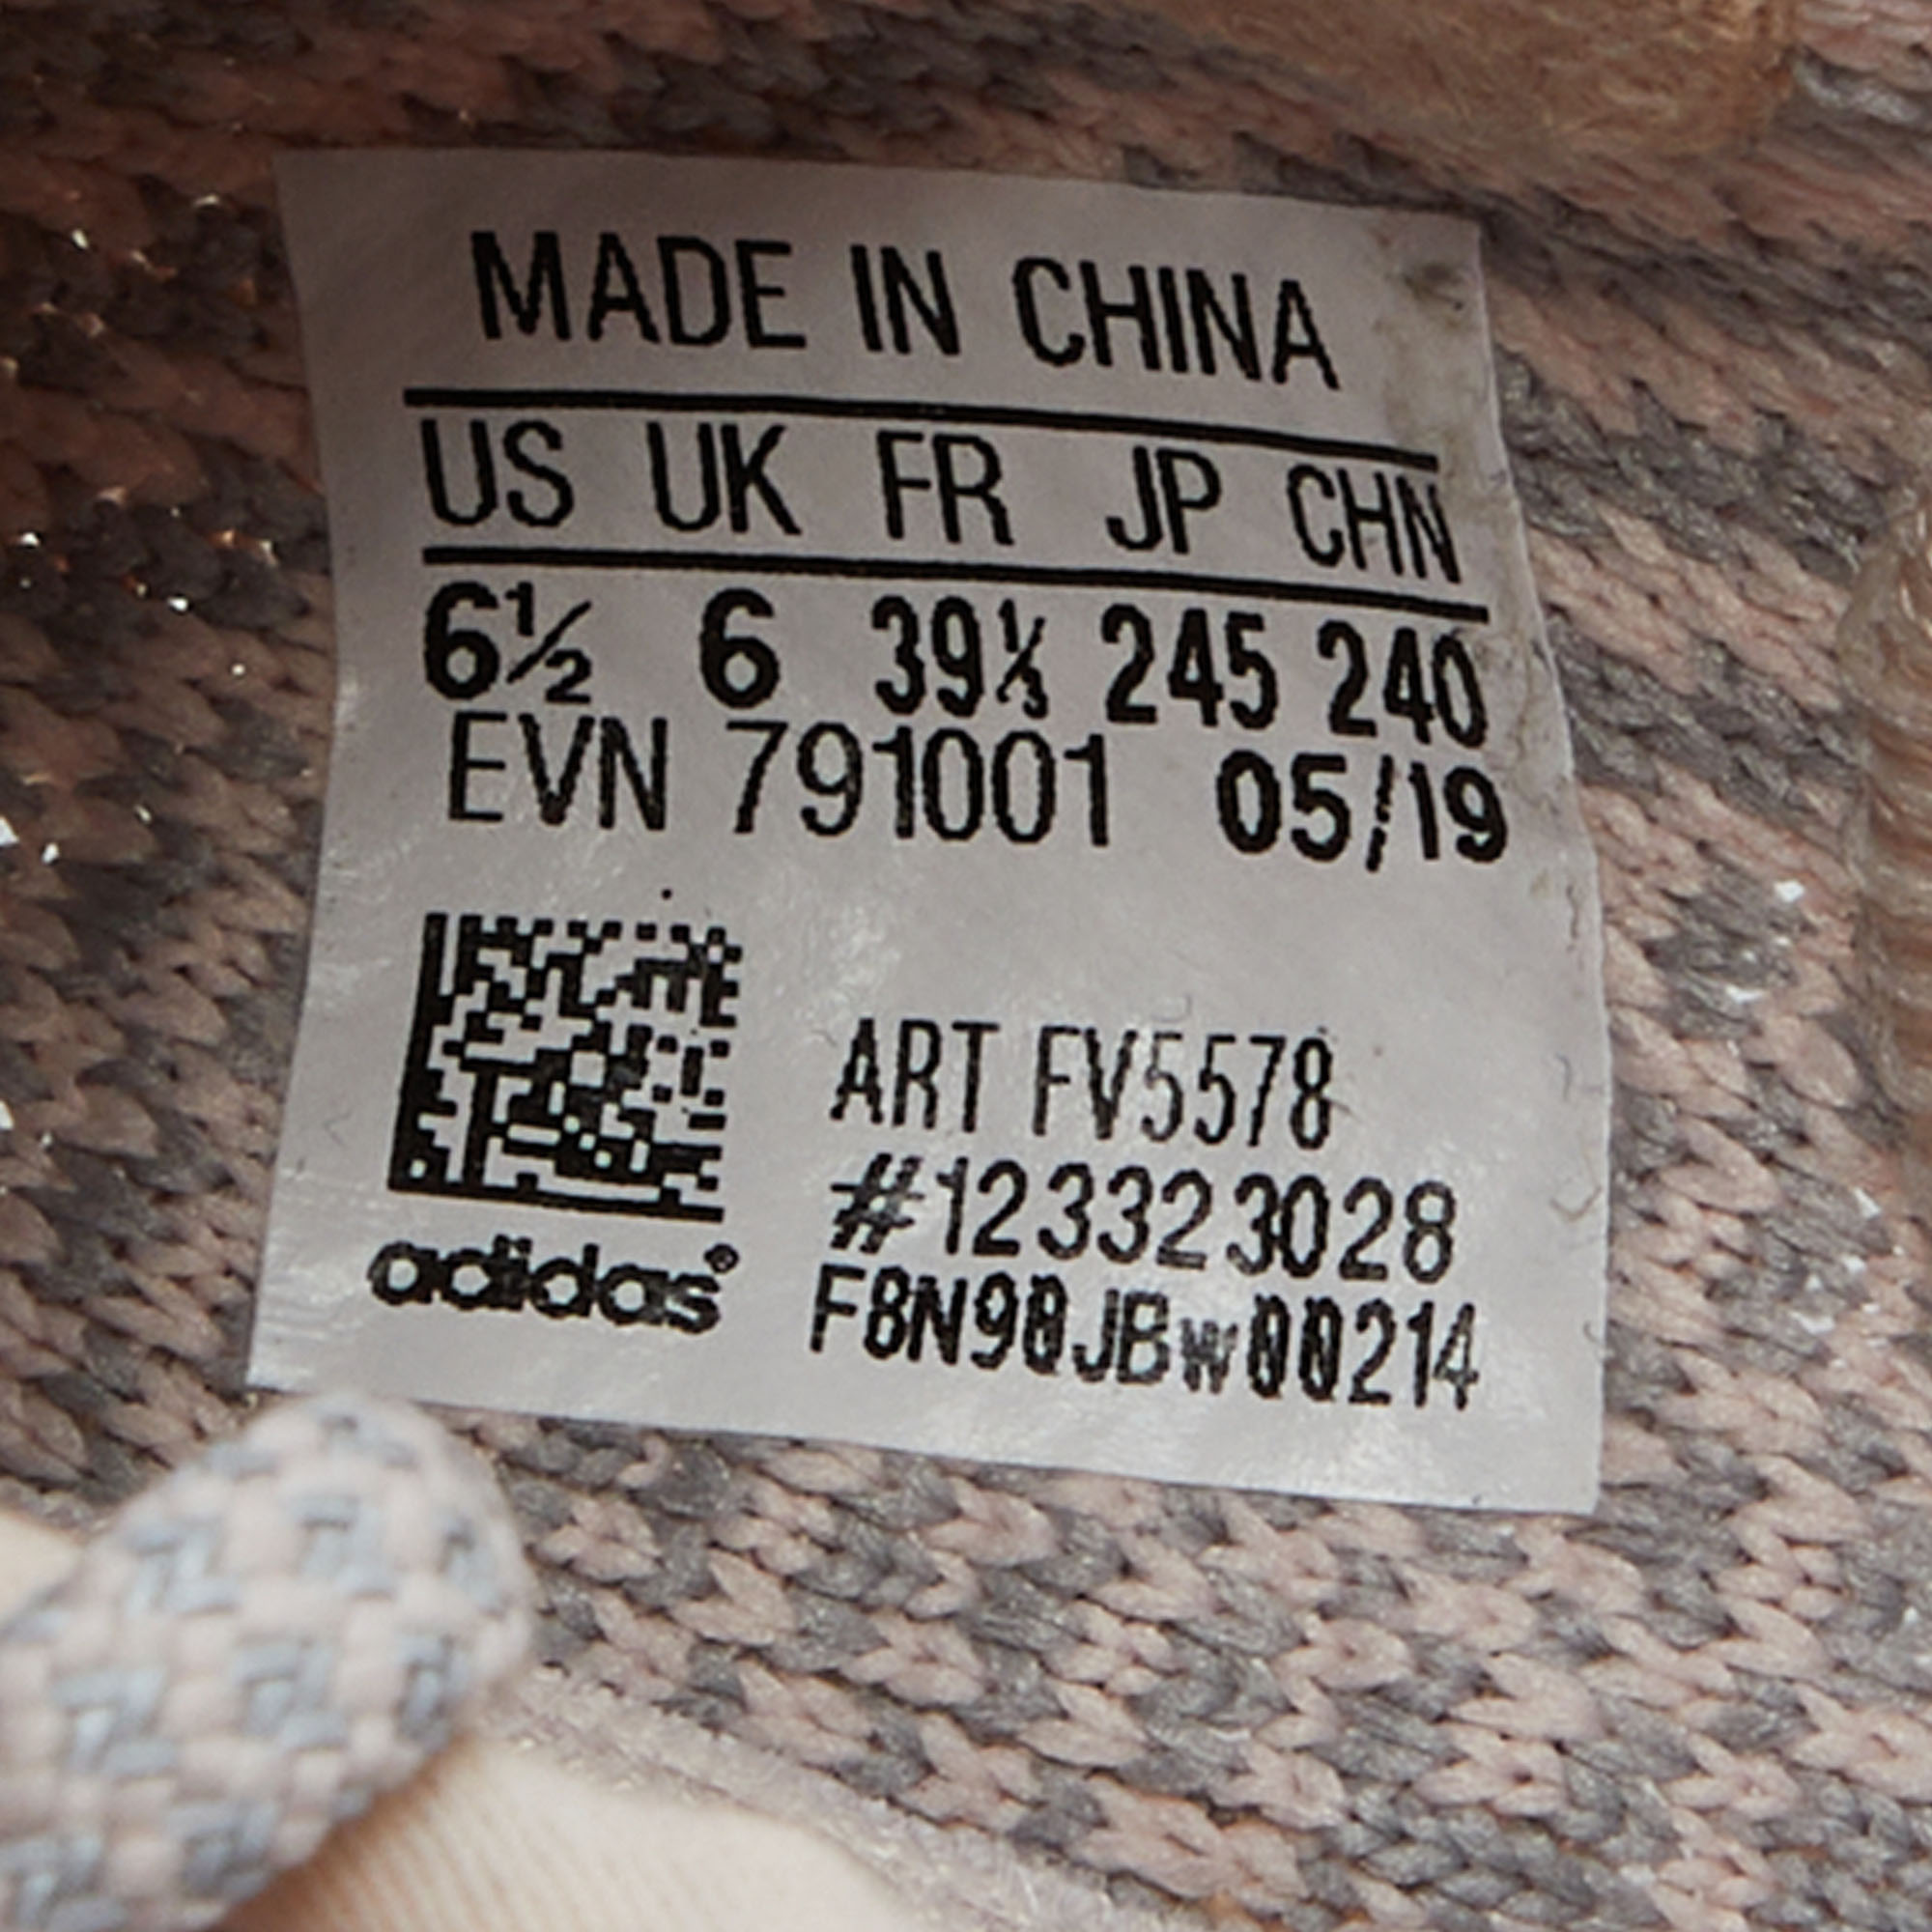 MADE IN CHINA
US UK FR JP CHN
6½ 6 39⅓ 245 240
EVN 791001 05/19
ART FV5578
#123323028
adidas®
F8N90JBW00214